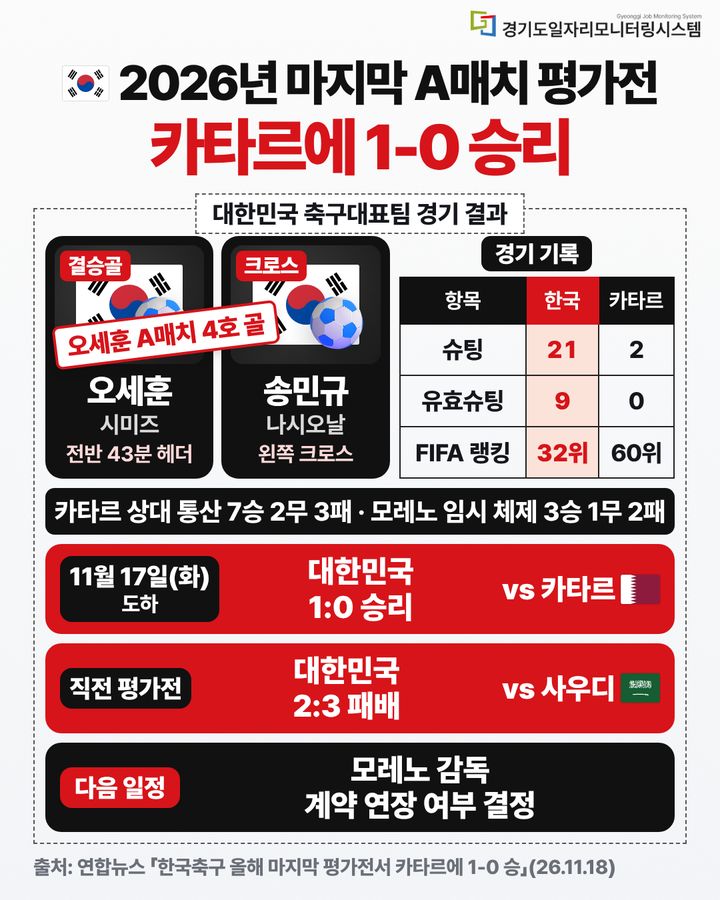 Gyeonggi Job Monitoring System
경기도일자리모니터링시스템
2026년 마지막 A매치 평가전
카타르에 1-0 승리
대한민국 축구대표팀 경기 결과
결승골
크로스
오세훈 A매치 4호 골
오세훈
시미즈
전반 43분 헤더
송민규
나시오날
왼쪽 크로스
경기 기록
항목 한국 카타르
슈팅 21 2
유효슈팅 9 0
FIFA 랭킹 32위 60위
카타르 상대 통산 7승 2무 3패 · 모레노 임시 체제 3승 1무 2패
11월 17일(화)
도하
대한민국
1:0 승리
vs 카타르
직전 평가전
대한민국
2:3 패배
vs 사우디
다음 일정
모레노 감독
계약 연장 여부 결정
출처: 연합뉴스 『한국축구 올해 마지막 평가전서 카타르에 1-0 승』(26.11.18)